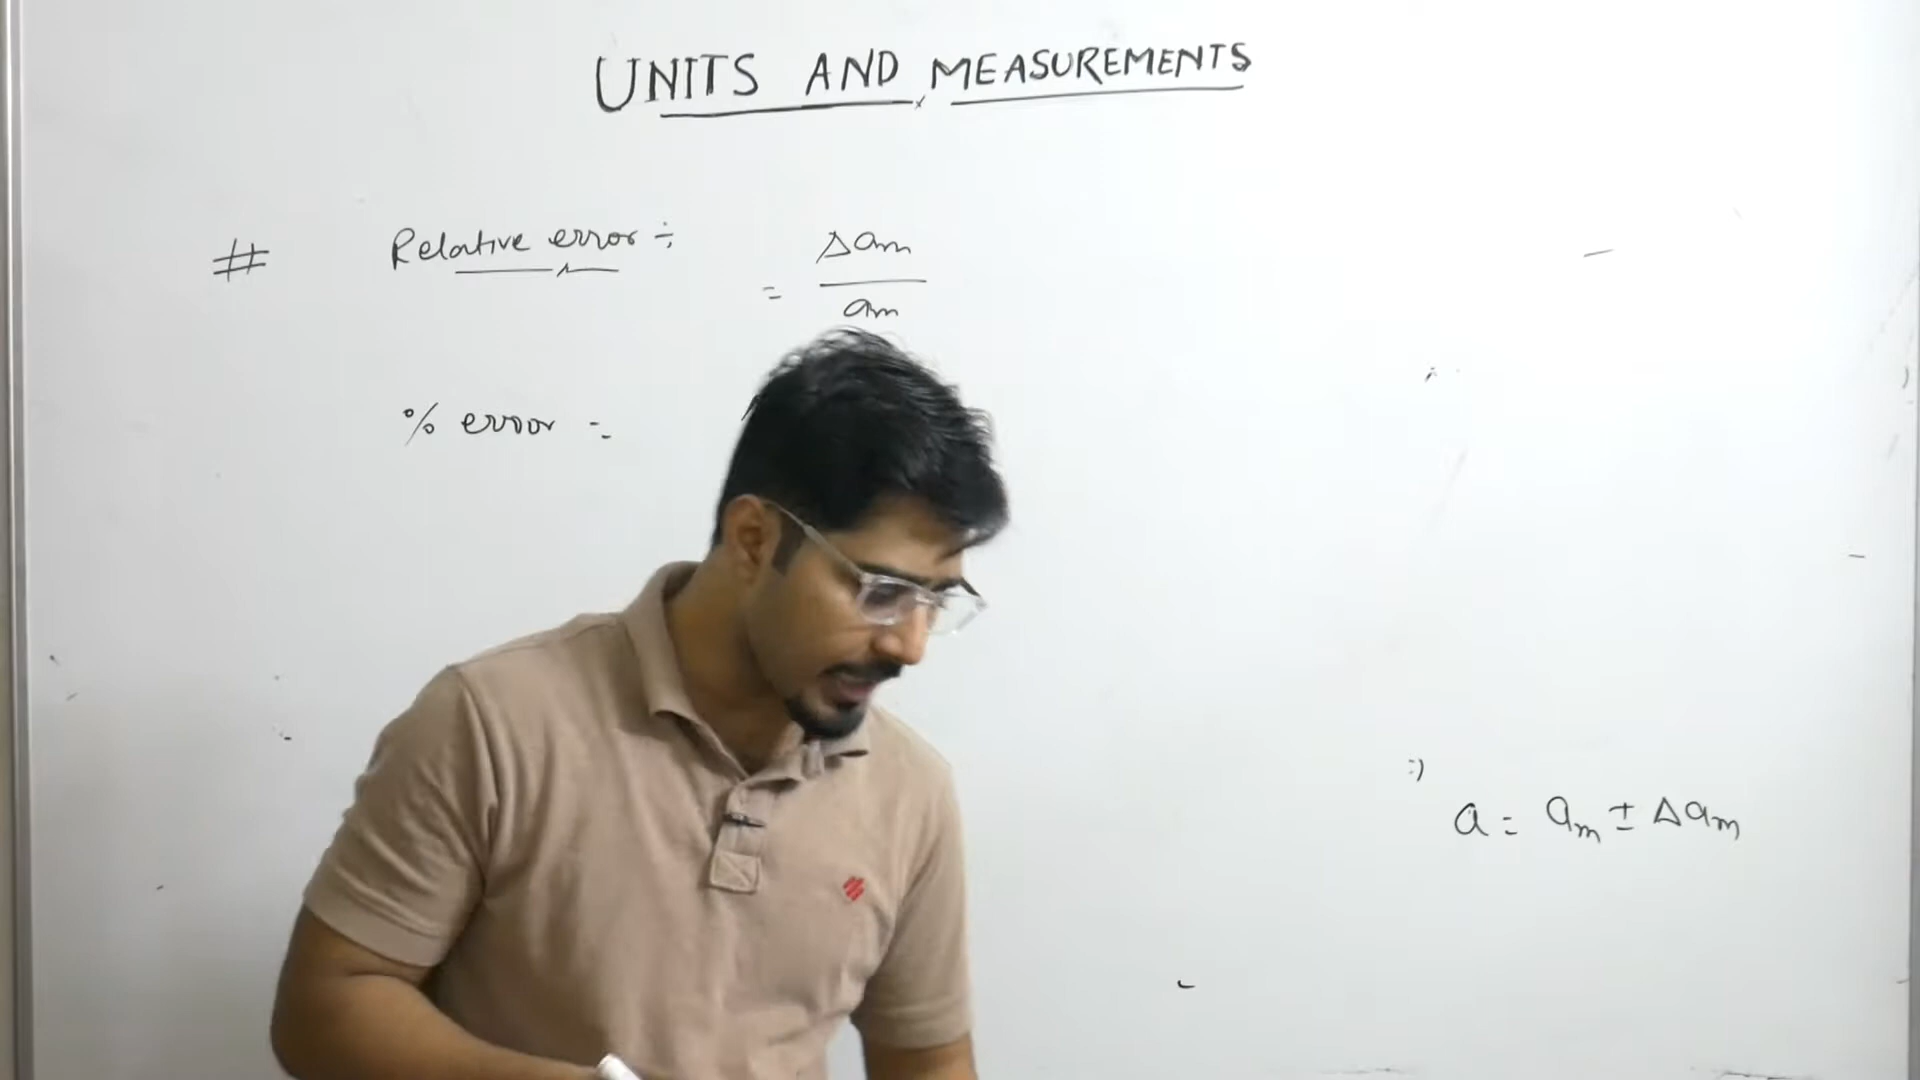 UNITS AND MEASUREMENTS
# Relative error ÷ = Δam / am
% error =
⇒ a = am ± Δam